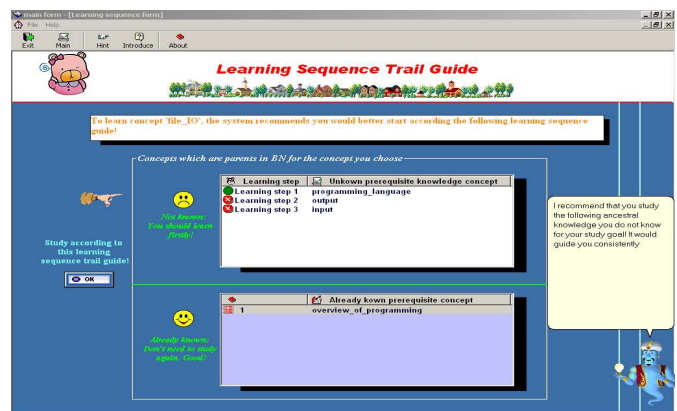 main form - [Learning sequence form]
File Help
Exit Main Hint Introduce About
Learning Sequence Trail Guide
To learn concept 'file_IO', the system recommends you would better start according the following learning sequence
guide!
Concepts which are parents in BN for the concept you choose
Learning step Unkown prerequisite knowledge concept
Learning step 1 programming_language
Learning step 2 output
Learning step 3 input
Not known:
You should learn
firstly!
Study according to
this learning
sequence trail guide!
OK
I recommend that you study
the following ancestral
knowledge you do not know
for your study goal! It would
guide you consistently
Already kown prerequisite concept
1 overview_of_programming
Already known:
Don't need to study
again. Good!